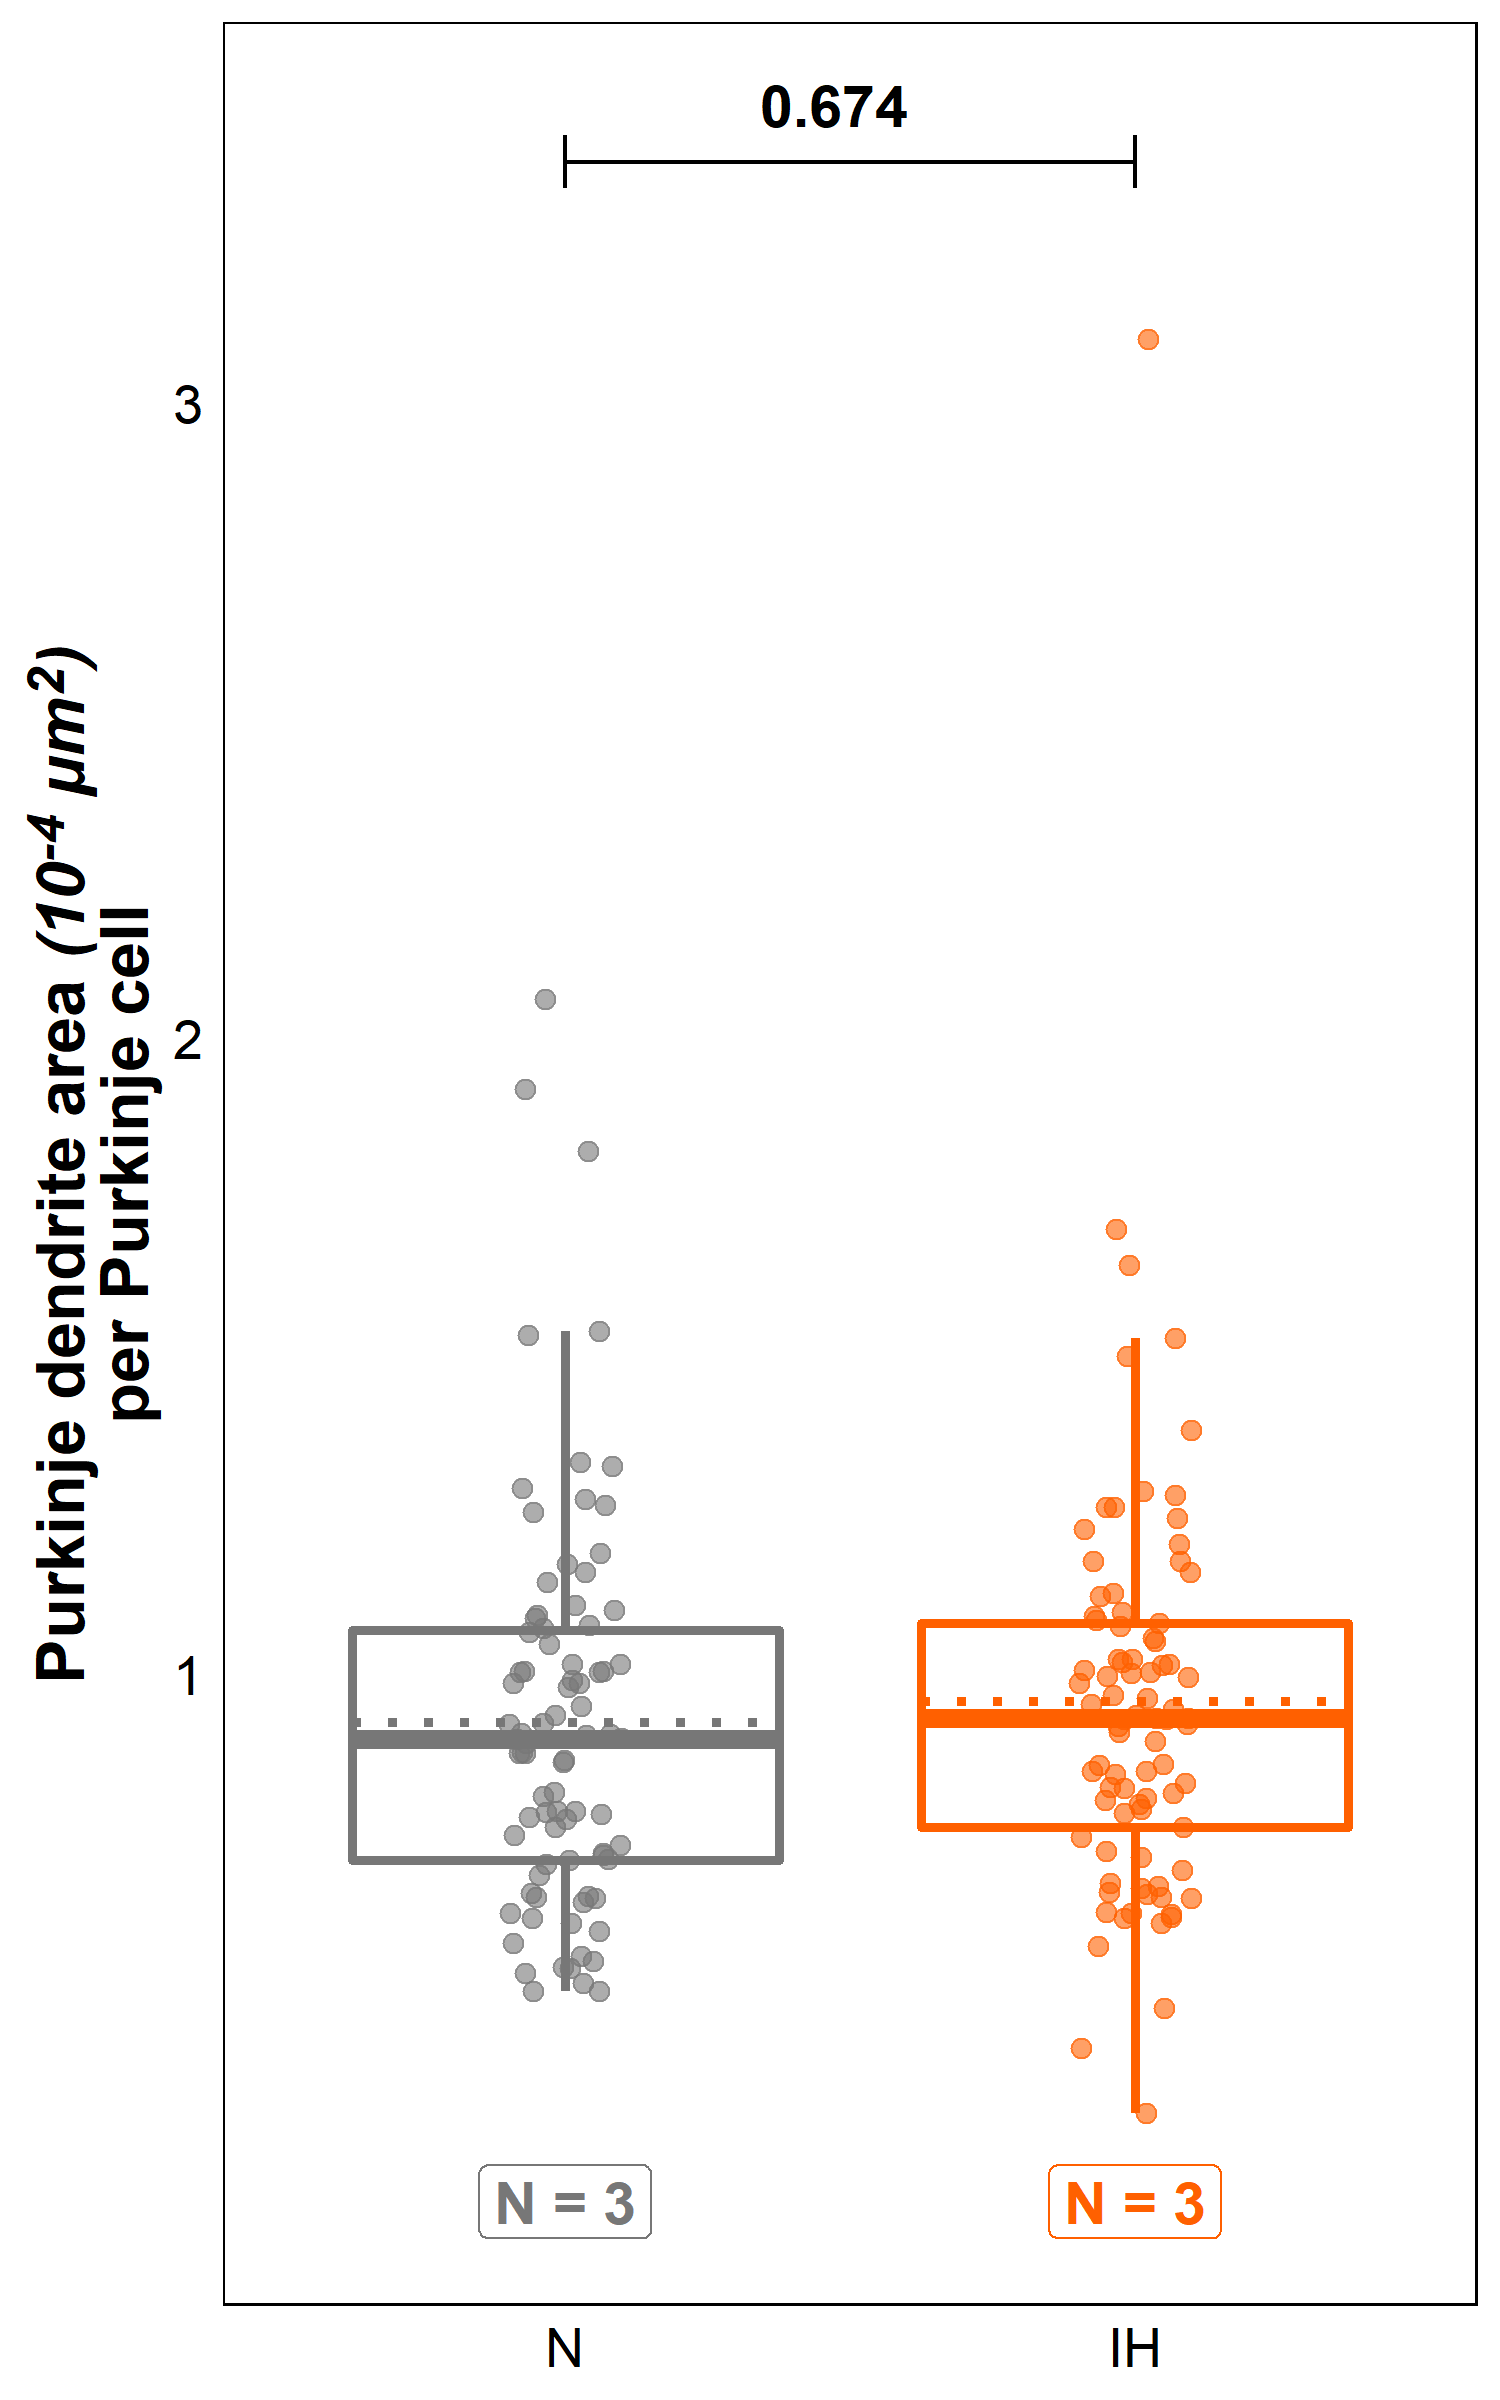 Purkinje dendrite area (10⁻⁴ µm²)
per Purkinje cell
0.674
3
2
1
N = 3
N = 3
N
IH